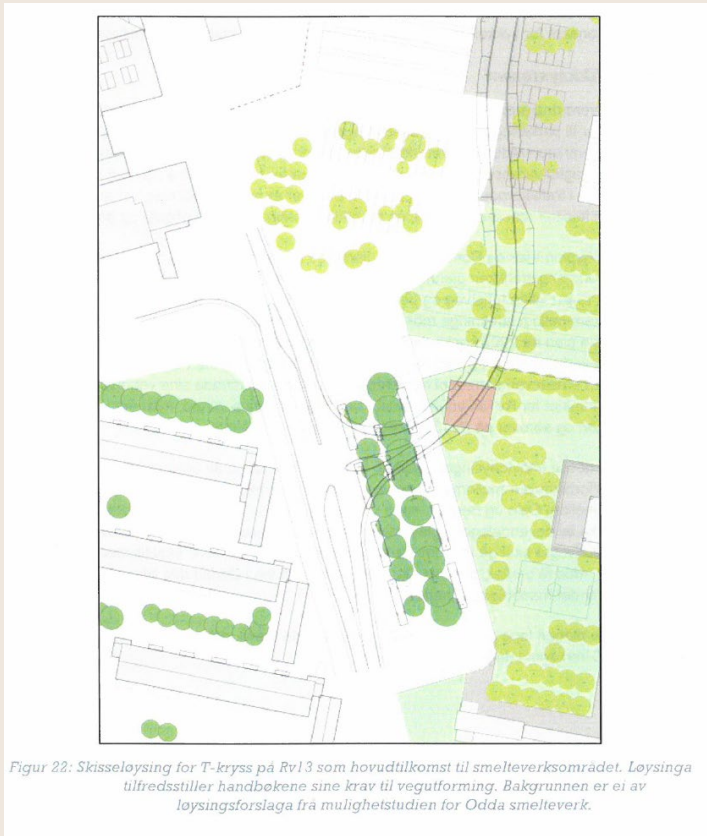 Figur 22: Skisseløysing for T-kryss på Rv13 som hovudtilkomst til smelteverksområdet. Løysinga
tilfredsstiller handbøkene sine krav til vegutforming. Bakgrunnen er ei av
løysingsforslaga frå mulighetstudien for Odda smelteverk.